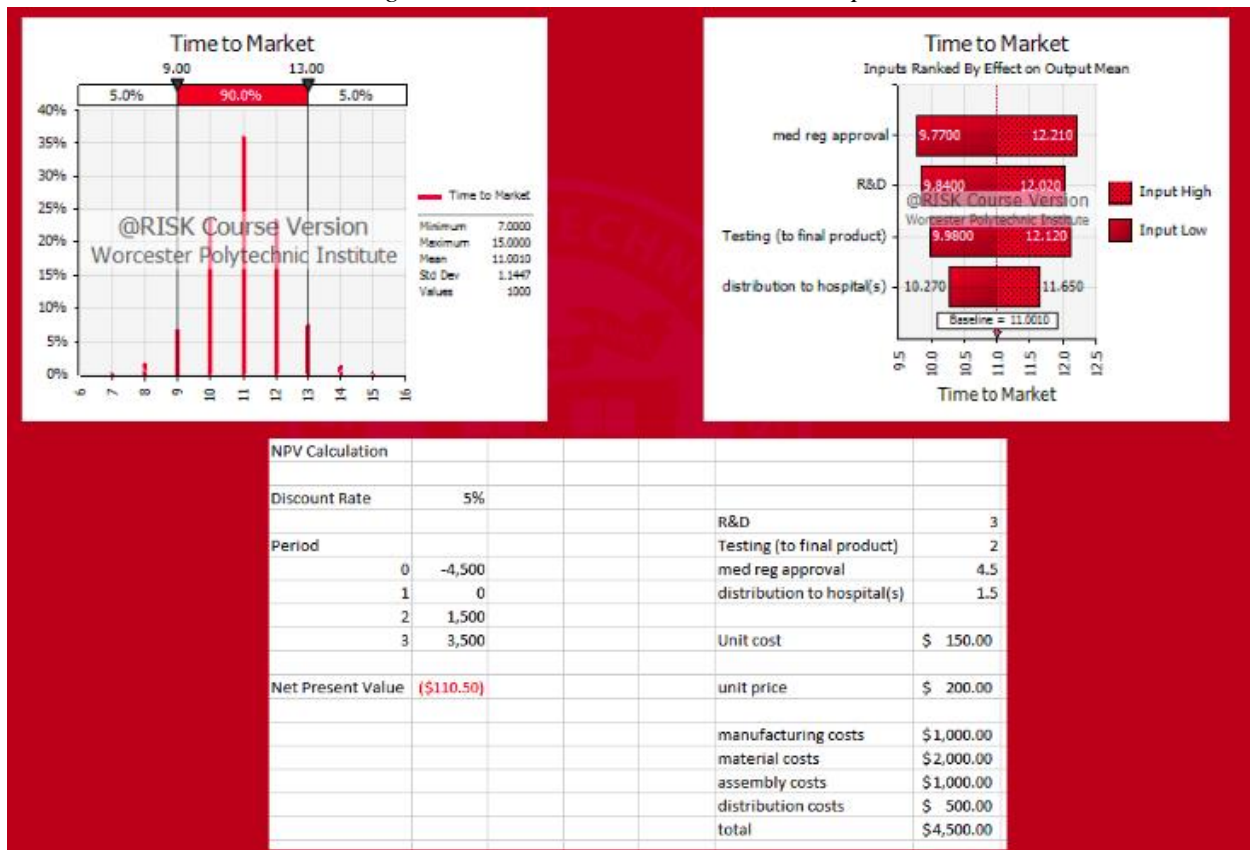 Time to Market
9.00 13.00
5.0% 90.0% 5.0%
40%
35%
30%
25%
20%
15%
10%
5%
0%
6 7 8 9 10 11 12 13 14 15 16
@RISK Course Version
Worcester Polytechnic Institute
Time to Market
Minimum 7.0000
Maximum 15.0000
Mean 11.0010
Std Dev 1.1447
Values 1000
Time to Market
Inputs Ranked By Effect on Output Mean
med reg approval 9.7700 12.210
R&D 9.8400 12.020
@RISK Course Version
Worcester Polytechnic Institute
Testing (to final product) 9.9800 12.120
distribution to hospital(s) 10.270 11.650
Baseline = 11.0010
9.5 10.0 10.5 11.0 11.5 12.0 12.5
Time to Market
Input High
Input Low
NPV Calculation
Discount Rate 5%
R&D 3
Period Testing (to final product) 2
0 -4,500 med reg approval 4.5
1 0 distribution to hospital(s) 1.5
2 1,500
3 3,500 Unit cost $ 150.00
Net Present Value ($110.50) unit price $ 200.00
manufacturing costs $1,000.00
material costs $2,000.00
assembly costs $1,000.00
distribution costs $ 500.00
total $4,500.00